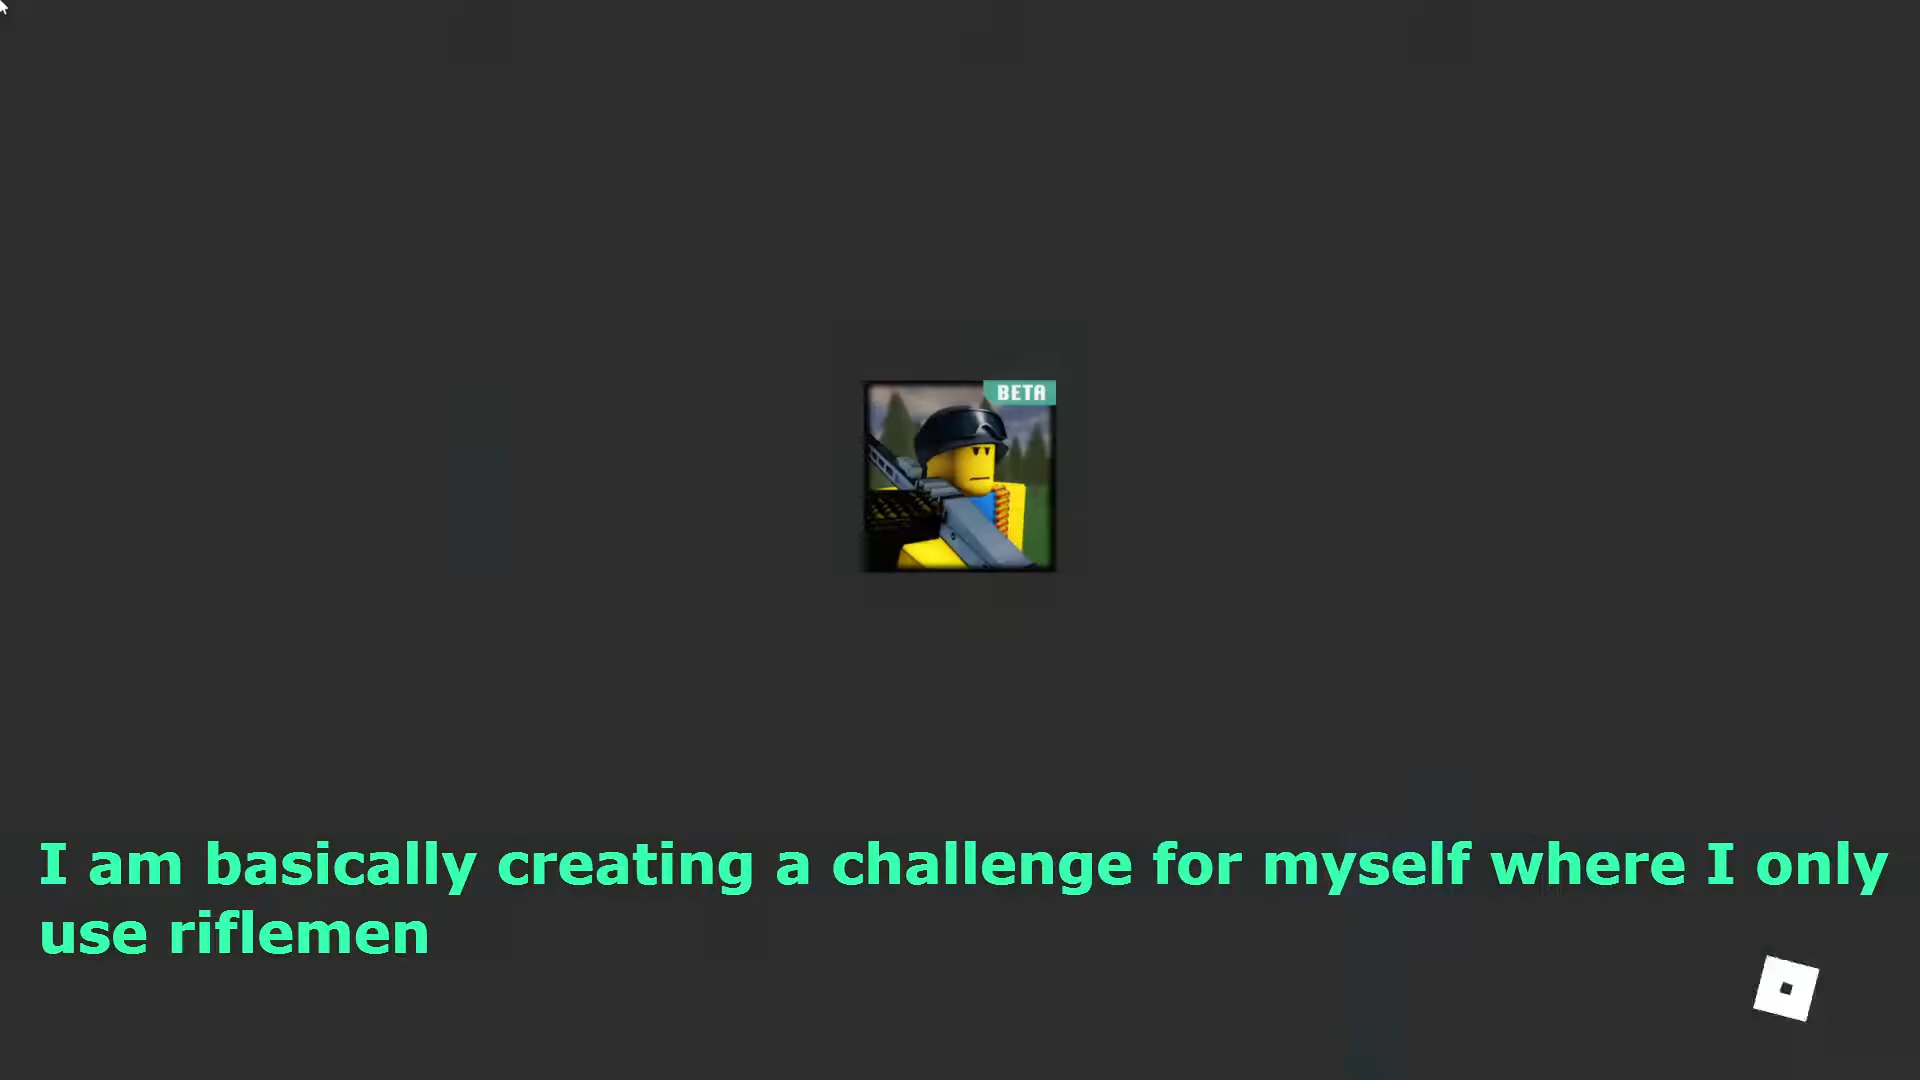 BETA
I am basically creating a challenge for myself where I only
use riflemen